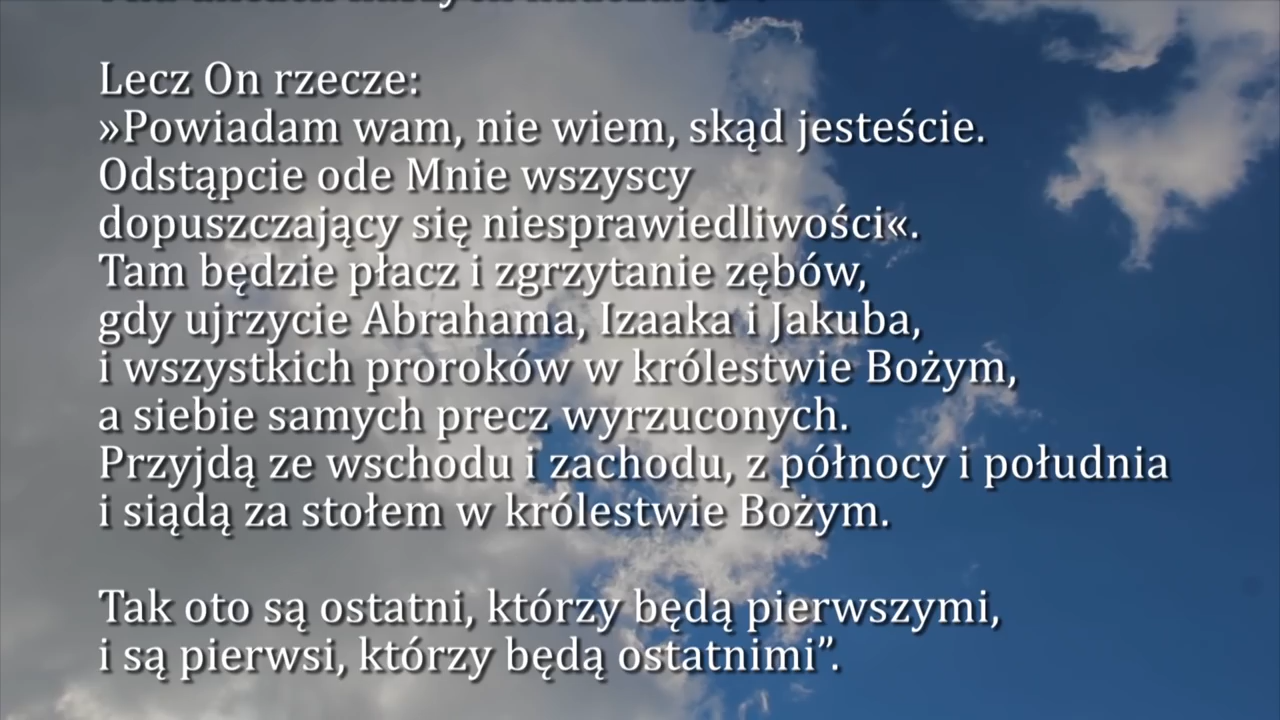 Lecz On rzecze:
»Powiadam wam, nie wiem, skąd jesteście.
Odstąpcie ode Mnie wszyscy
dopuszczający się niesprawiedliwości«.
Tam będzie płacz i zgrzytanie zębów,
gdy ujrzycie Abrahama, Izaaka i Jakuba,
i wszystkich proroków w królestwie Bożym,
a siebie samych precz wyrzuconych.
Przyjdą ze wschodu i zachodu, z północy i południa
i siądą za stołem w królestwie Bożym.
Tak oto są ostatni, którzy będą pierwszymi,
i są pierwsi, którzy będą ostatnimi”.